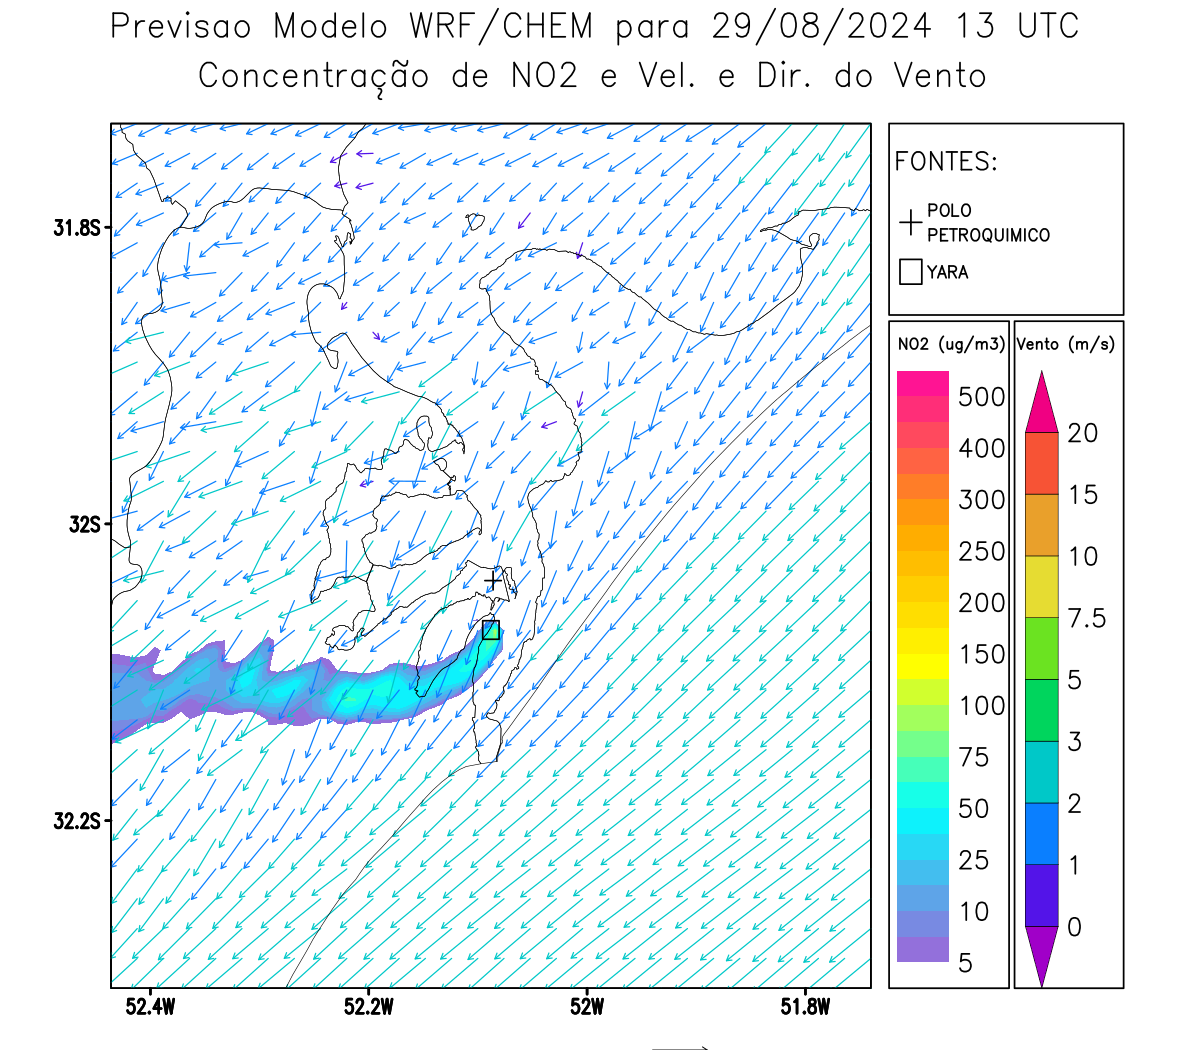 Previsao Modelo WRF/CHEM para 29/08/2024 13 UTC
Concentração de NO2 e Vel. e Dir. do Vento
FONTES:
POLO
PETROQUIMICO
YARA
31.8S
32S
32.2S
52.4W
52.2W
52W
51.8W
NO2 (ug/m3)
500
400
300
250
200
150
100
75
50
25
10
5
Vento (m/s)
20
15
10
7.5
5
3
2
1
0